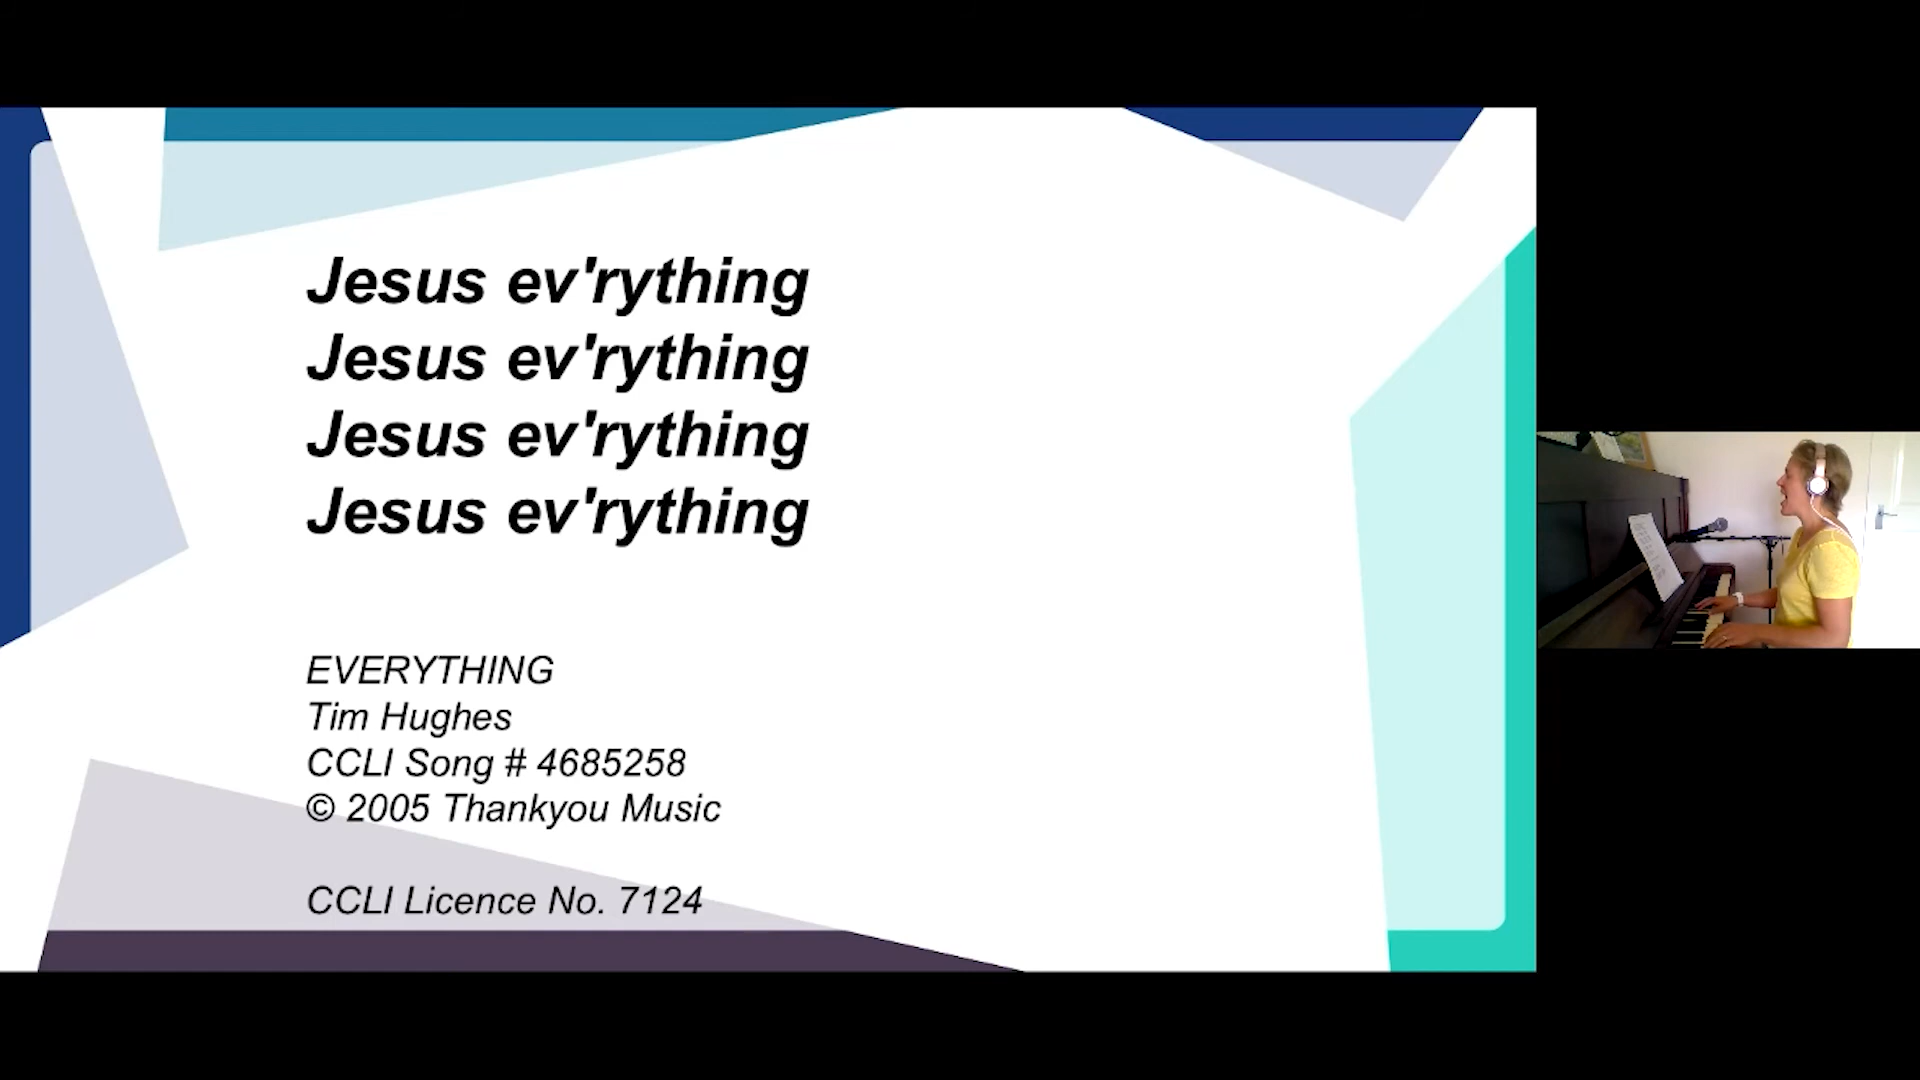 Jesus ev'rything
Jesus ev'rything
Jesus ev'rything
Jesus ev'rything
EVERYTHING
Tim Hughes
CCLI Song # 4685258
© 2005 Thankyou Music
CCLI Licence No. 7124